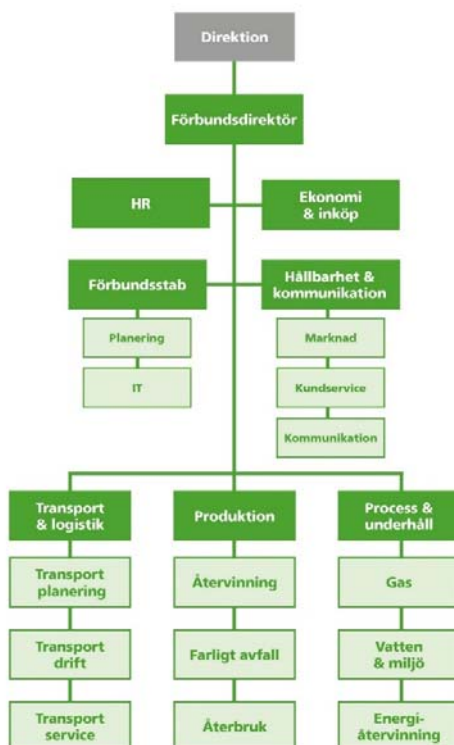 Direktion
Förbundsdirektör
HR
Ekonomi
& inköp
Förbundsstab
Hållbarhet &
kommunikation
Planering
Marknad
IT
Kundservice
Kommunikation
Transport
& logistik
Produktion
Process &
underhåll
Transport
planering
Återvinning
Gas
Transport
drift
Farligt avfall
Vatten
& miljö
Transport
service
Återbruk
Energi-
återvinning